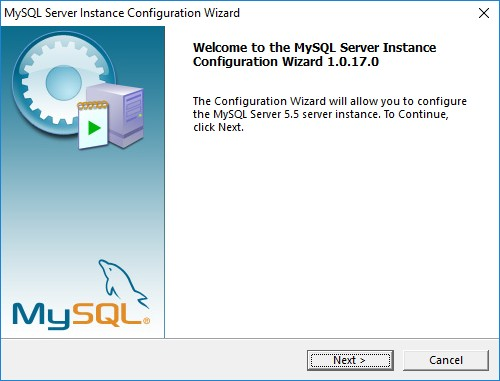 MySQL Server Instance Configuration Wizard
Welcome to the MySQL Server Instance
Configuration Wizard 1.0.17.0
The Configuration Wizard will allow you to configure
the MySQL Server 5.5 server instance. To Continue,
click Next.
MySQL®
Next >
Cancel